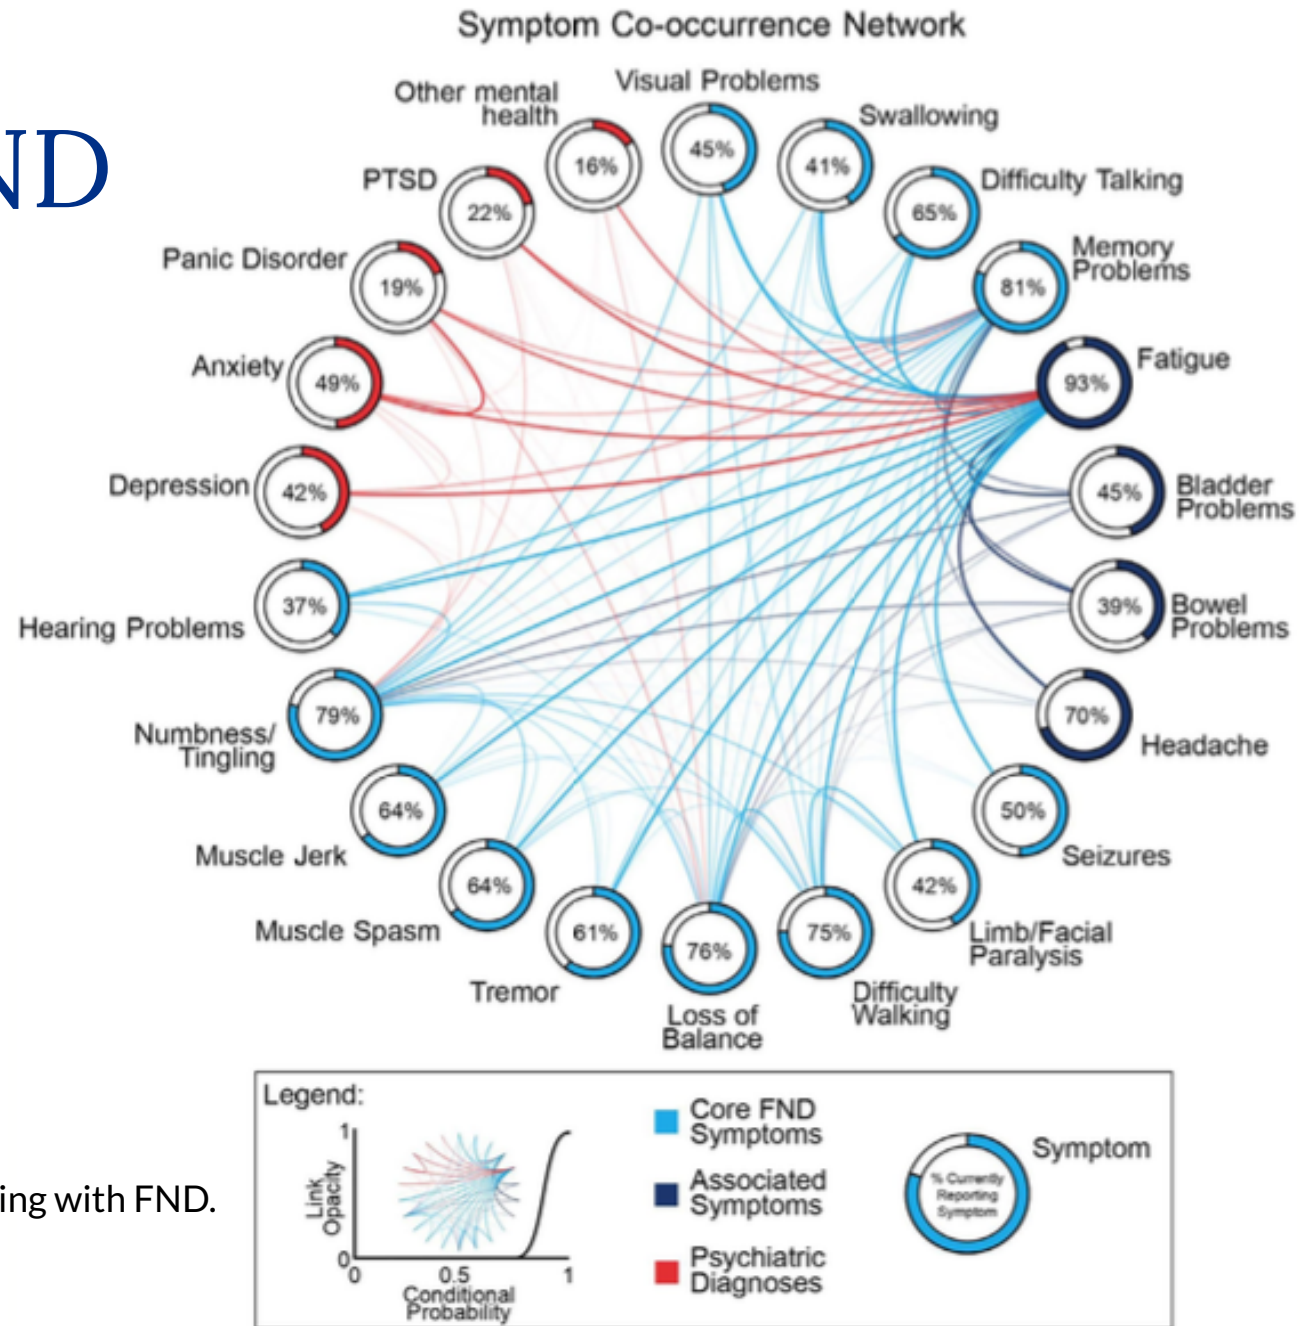 Symptom Co-occurrence Network
ND
Visual Problems
45%
Swallowing
41%
Difficulty Talking
65%
Memory
Problems
81%
Fatigue
93%
Bladder
Problems
45%
Bowel
Problems
39%
Headache
70%
Seizures
50%
Limb/Facial
Paralysis
42%
Difficulty
Walking
75%
Loss of
Balance
76%
Tremor
61%
Muscle Spasm
64%
Muscle Jerk
64%
Numbness/
Tingling
79%
Hearing Problems
37%
Depression
42%
Anxiety
49%
Panic Disorder
19%
PTSD
22%
Other mental
health
16%
ing with FND.
Legend:
1
Link
Opacity
0
0
0.5
1
Conditional
Probability
Core FND
Symptoms
Associated
Symptoms
Psychiatric
Diagnoses
Symptom
% Currently
Reporting
Symptom